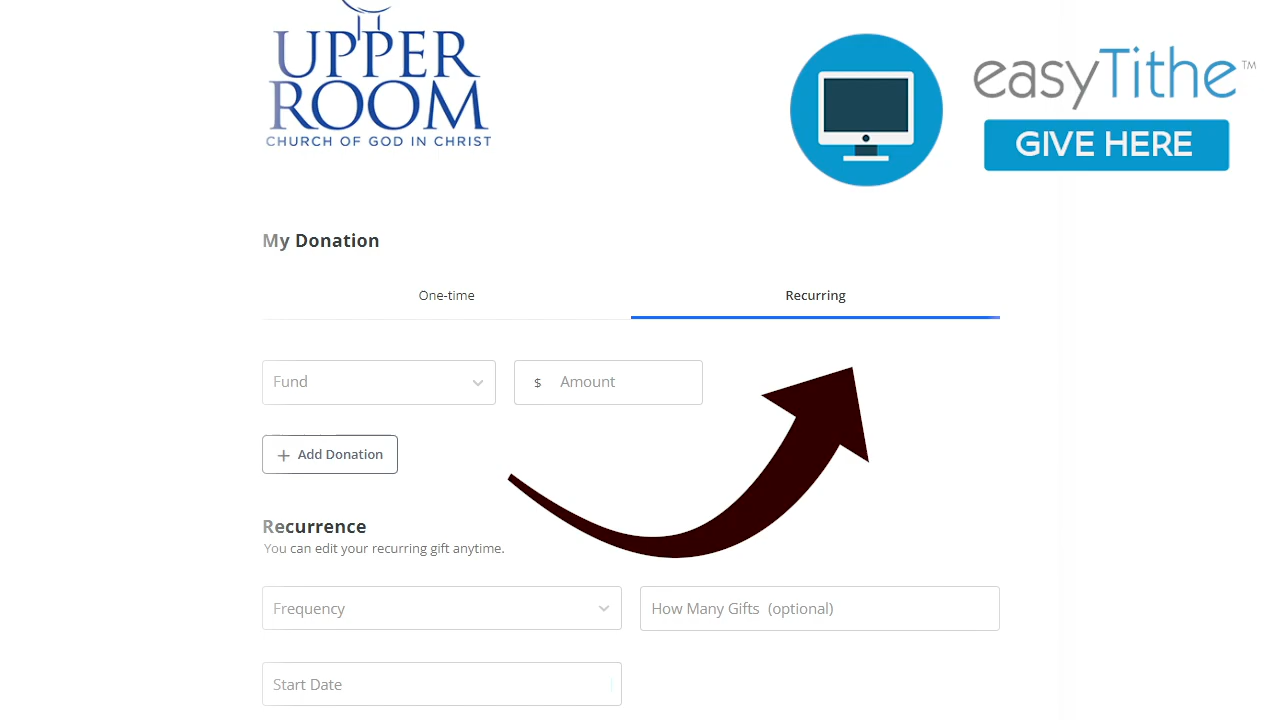 UPPER
ROOM
CHURCH OF GOD IN CHRIST
easyTithe™
GIVE HERE
My Donation
One-time
Recurring
Fund
$ Amount
+ Add Donation
Recurrence
You can edit your recurring gift anytime.
Frequency
How Many Gifts (optional)
Start Date